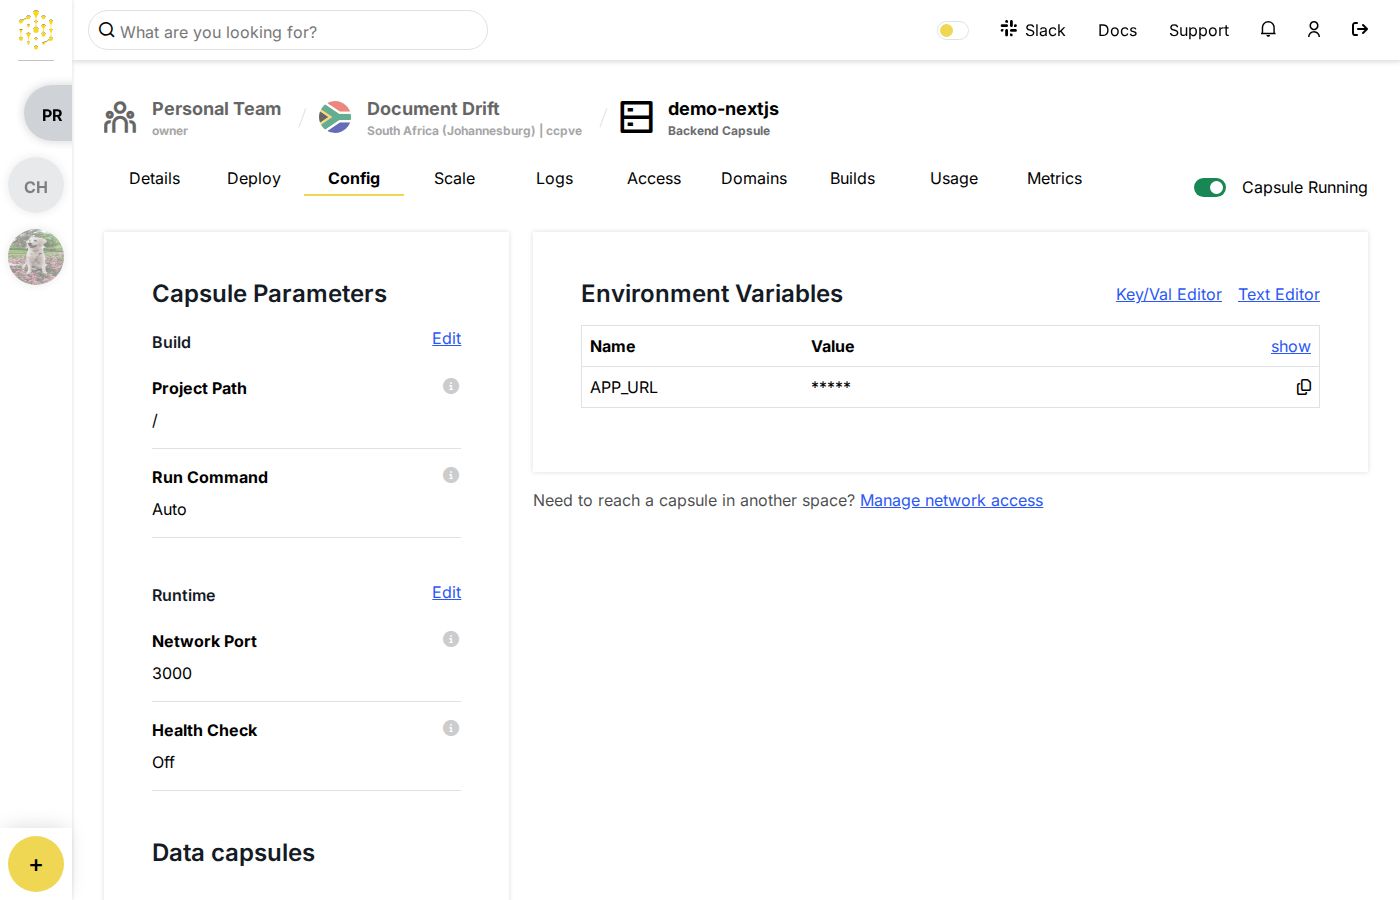 What are you looking for?
Slack
Docs
Support
PR
CH
+
Personal Team
owner
/
Document Drift
South Africa (Johannesburg) | ccpve
/
demo-nextjs
Backend Capsule
Details
Deploy
Config
Scale
Logs
Access
Domains
Builds
Usage
Metrics
Capsule Running
Capsule Parameters
Build
Edit
Project Path
/
Run Command
Auto
Runtime
Edit
Network Port
3000
Health Check
Off
Data capsules
Environment Variables
Key/Val Editor
Text Editor
Name Value show
APP_URL *****
Need to reach a capsule in another space? Manage network access